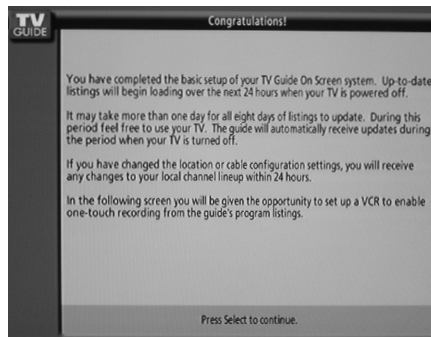 TV
GUIDE
Congratulations!
You have completed the basic setup of your TV Guide On Screen system. Up-to-date
listings will begin loading over the next 24 hours when your TV is powered off.
It may take more than one day for all eight days of listings to update. During this
period feel free to use your TV. The guide will automatically receive updates during
the period when your TV is turned off.
If you have changed the location or cable configuration settings, you will receive
any changes to your local channel lineup within 24 hours.
In the following screen you will be given the opportunity to set up a VCR to enable
one-touch recording from the guide's program listings.
Press Select to continue.